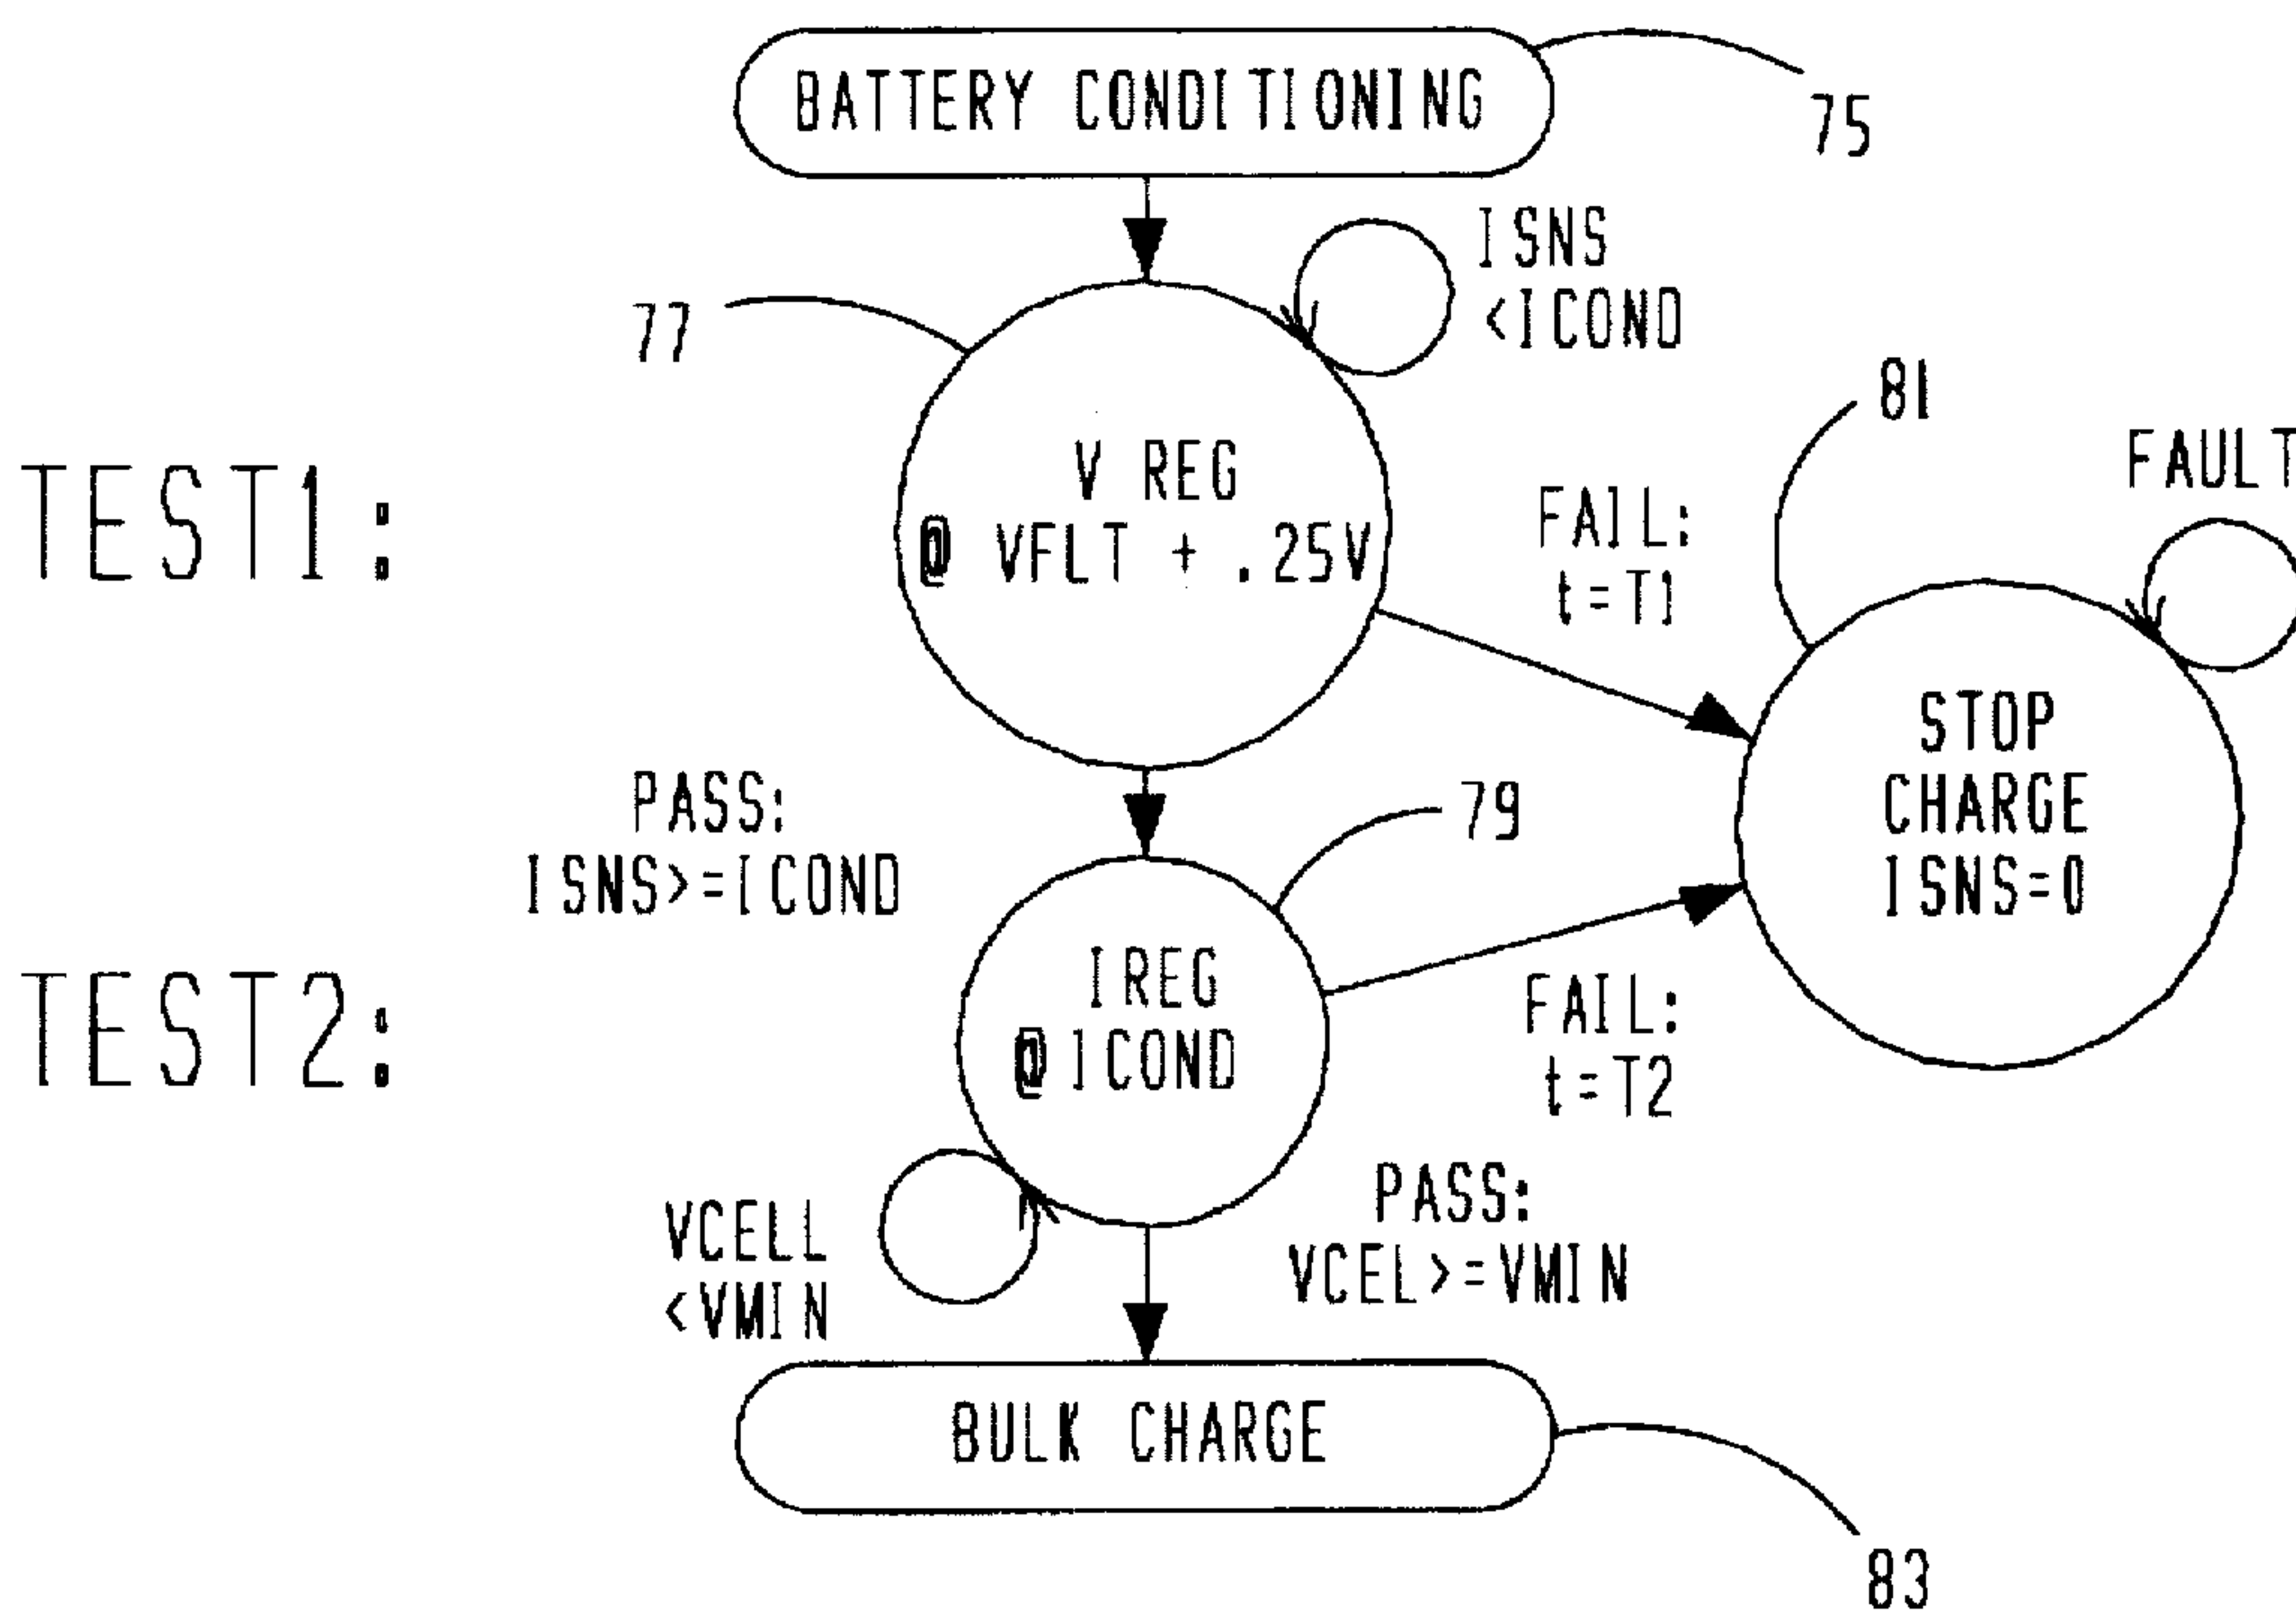 BATTERY CONDITIONING
75
ISNS
<ICOND
77
81
FAULT
TEST1:
V REG
@ VFLT + .25V
FAIL:
t=T1
STOP
CHARGE
ISNS=0
PASS:
ISNS>=ICOND
79
TEST2:
IREG
@ICOND
FAIL:
t=T2
VCELL
<VMIN
PASS:
VCEL>=VMIN
BULK CHARGE
83